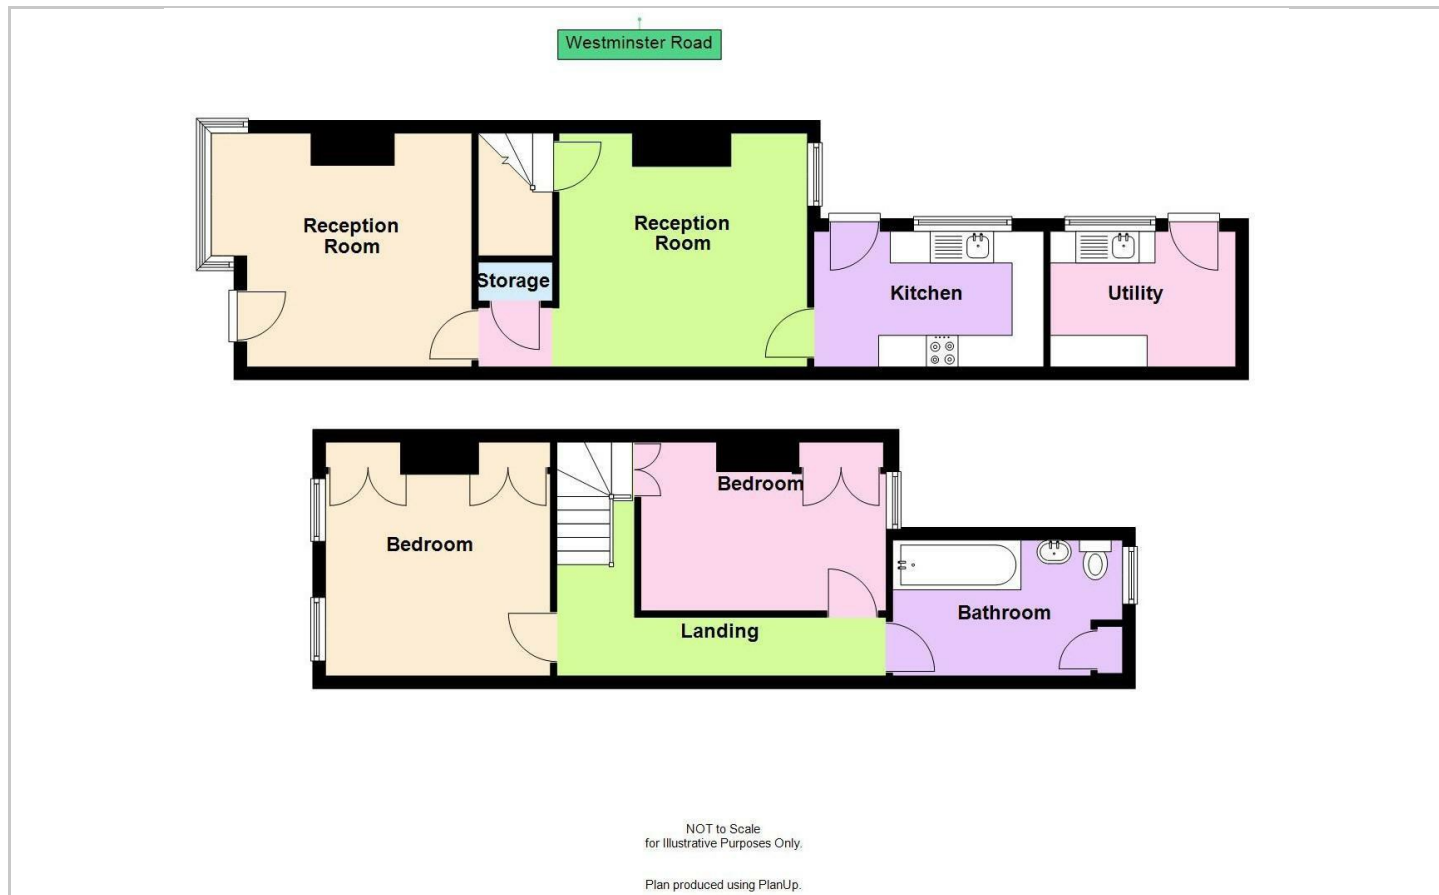 Westminster Road
Reception
Room
Reception
Room
Storage
Kitchen
Utility
Bedroom
Bedroom
Landing
Bathroom
NOT to Scale
for Illustrative Purposes Only.
Plan produced using PlanUp.